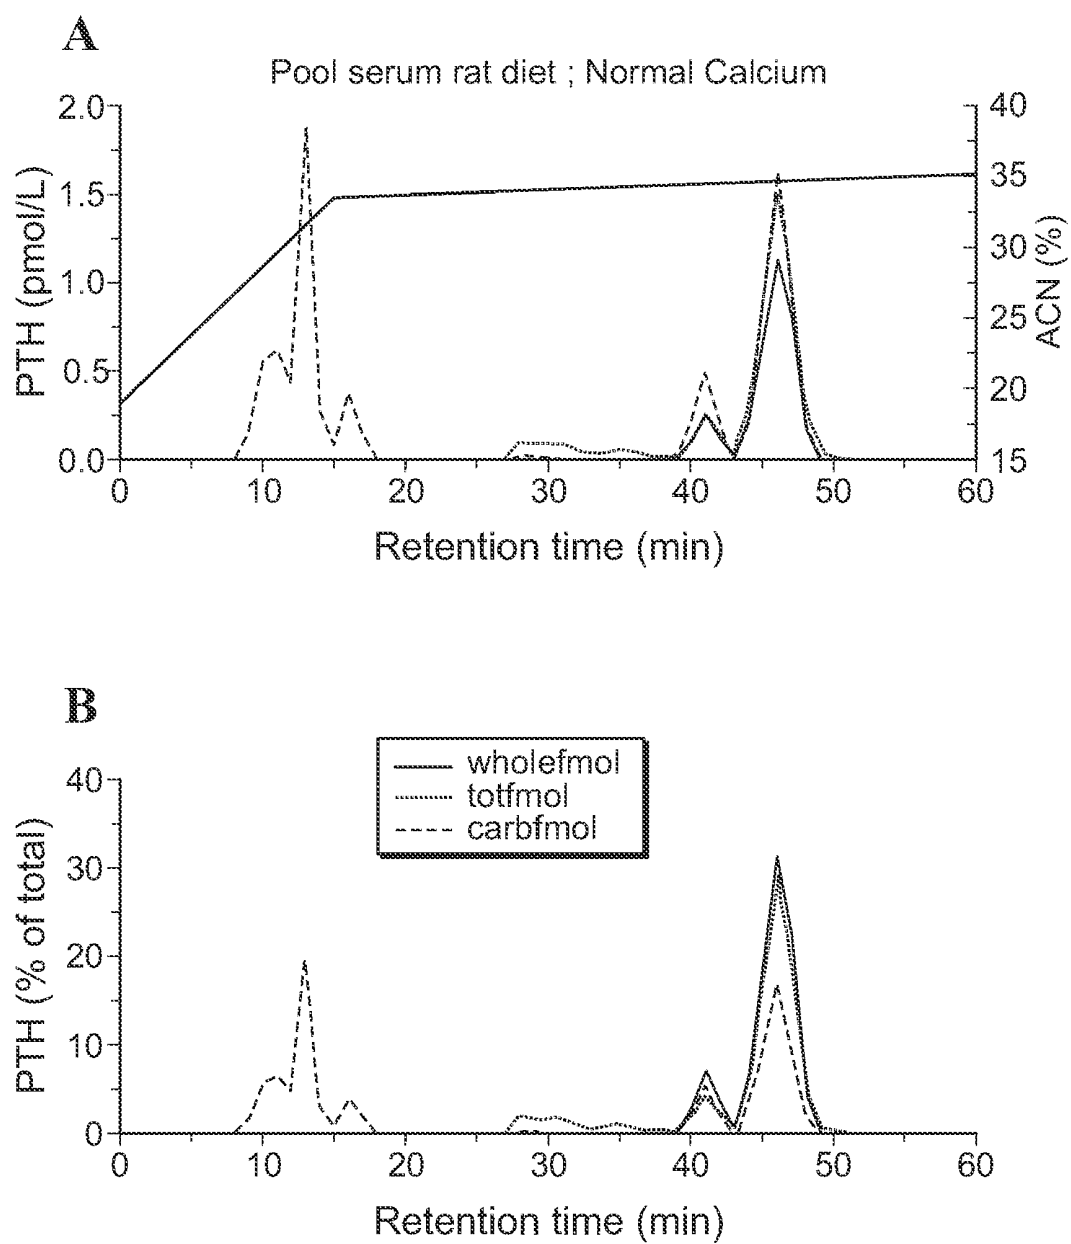 A
Pool serum rat diet ; Normal Calcium
2.0
1.5
1.0
0.5
0.0
PTH (pmol/L)
40
35
30
25
20
15
ACN (%)
0 10 20 30 40 50 60
Retention time (min)
B
wholefmol
totfmol
carbfmol
40
30
20
10
0
PTH (% of total)
0 10 20 30 40 50 60
Retention time (min)